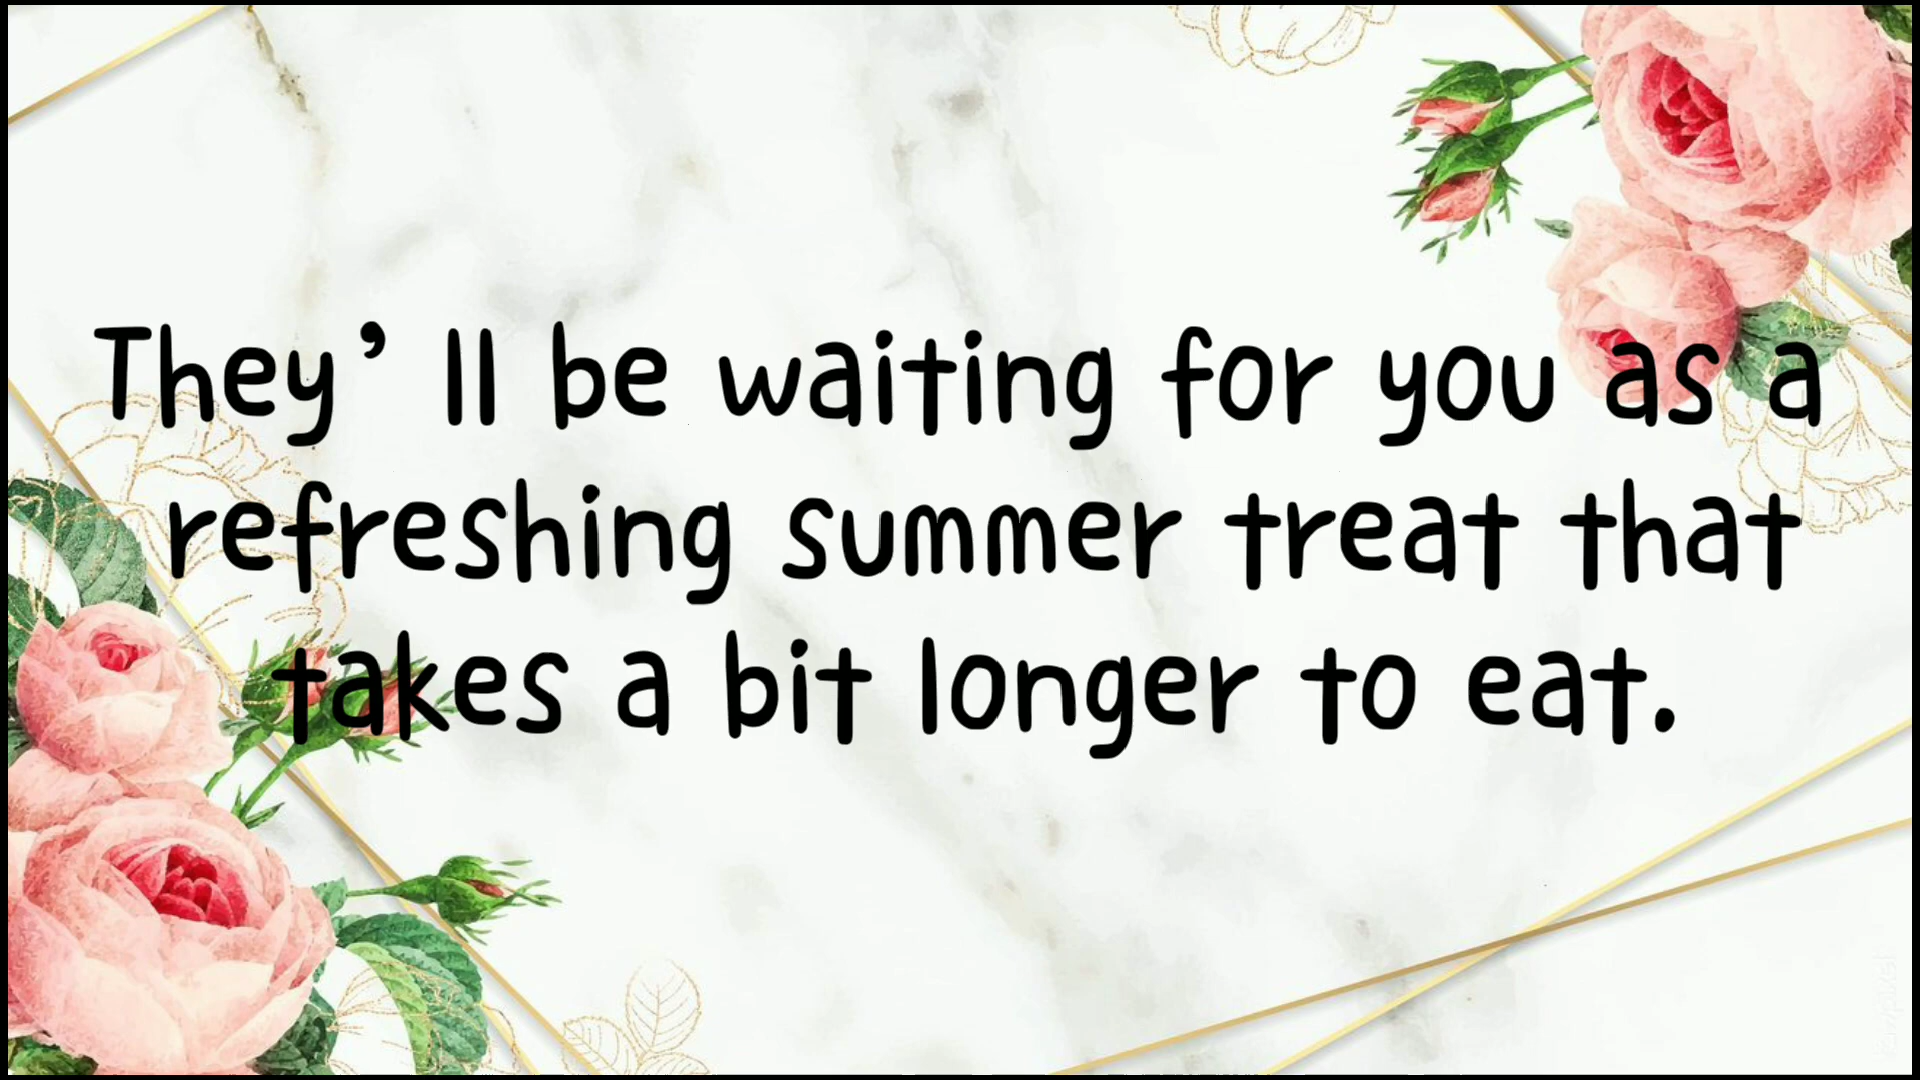 They’ ll be waiting for you as a
refreshing summer treat that
takes a bit longer to eat.